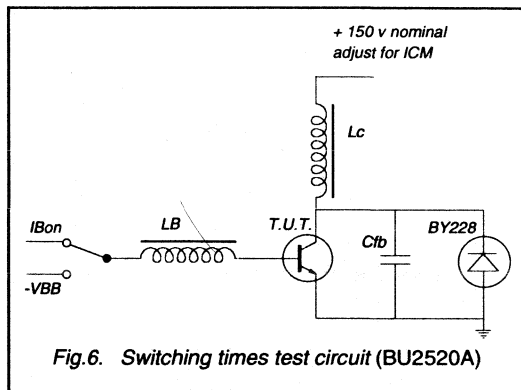 + 150 v nominal
adjust for ICM
Lc
IBon
LB
T.U.T.
Cfb
BY228
-VBB
Fig.6. Switching times test circuit (BU2520A)